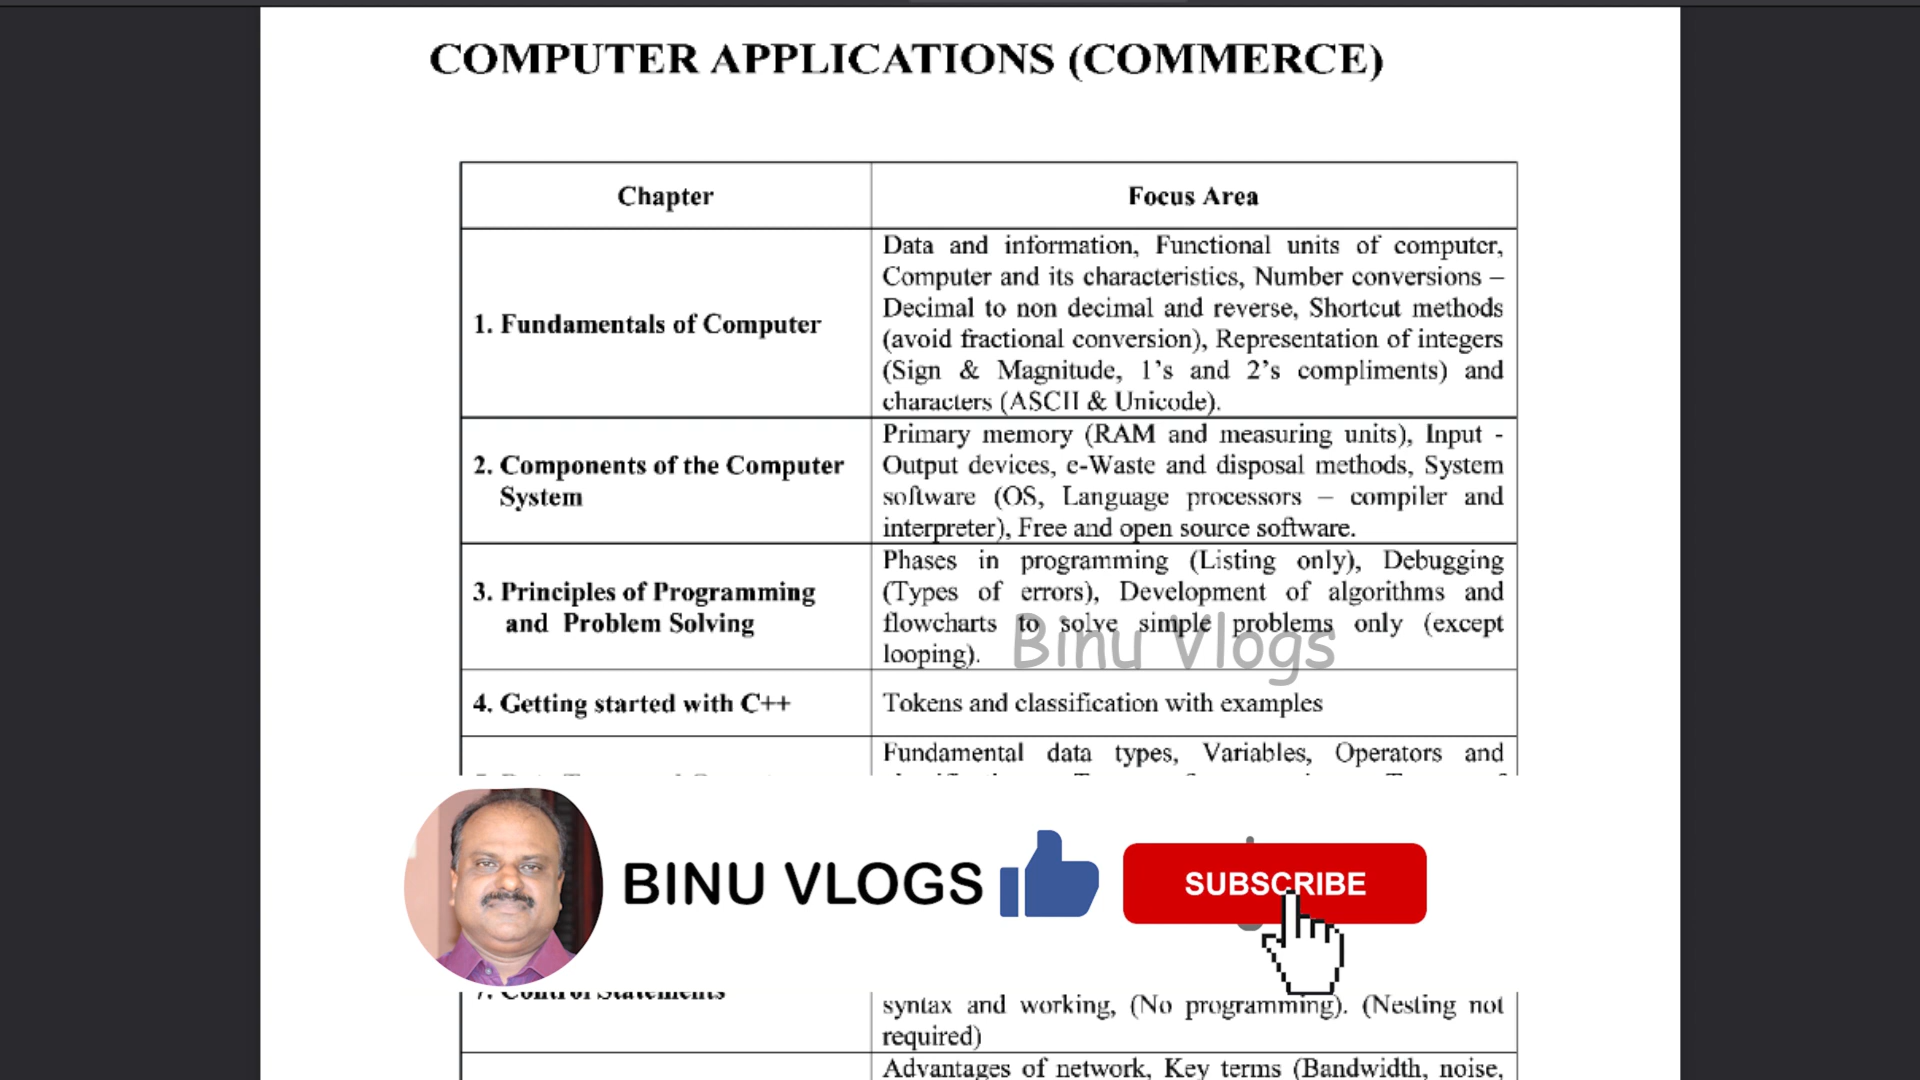 COMPUTER APPLICATIONS (COMMERCE)
Chapter
Focus Area
1. Fundamentals of Computer
Data and information, Functional units of computer,
Computer and its characteristics, Number conversions –
Decimal to non decimal and reverse, Shortcut methods
(avoid fractional conversion), Representation of integers
(Sign & Magnitude, 1’s and 2’s compliments) and
characters (ASCII & Unicode).
2. Components of the Computer
System
Primary memory (RAM and measuring units), Input -
Output devices, e-Waste and disposal methods, System
software (OS, Language processors – compiler and
interpreter), Free and open source software.
3. Principles of Programming
and Problem Solving
Phases in programming (Listing only), Debugging
(Types of errors), Development of algorithms and
flowcharts to solve simple problems only (except
looping).
Binu Vlogs
4. Getting started with C++
Tokens and classification with examples
Fundamental data types, Variables, Operators and
BINU VLOGS
SUBSCRIBE
7. Control Statements
syntax and working, (No programming). (Nesting not
required)
Advantages of network, Key terms (Bandwidth, noise,